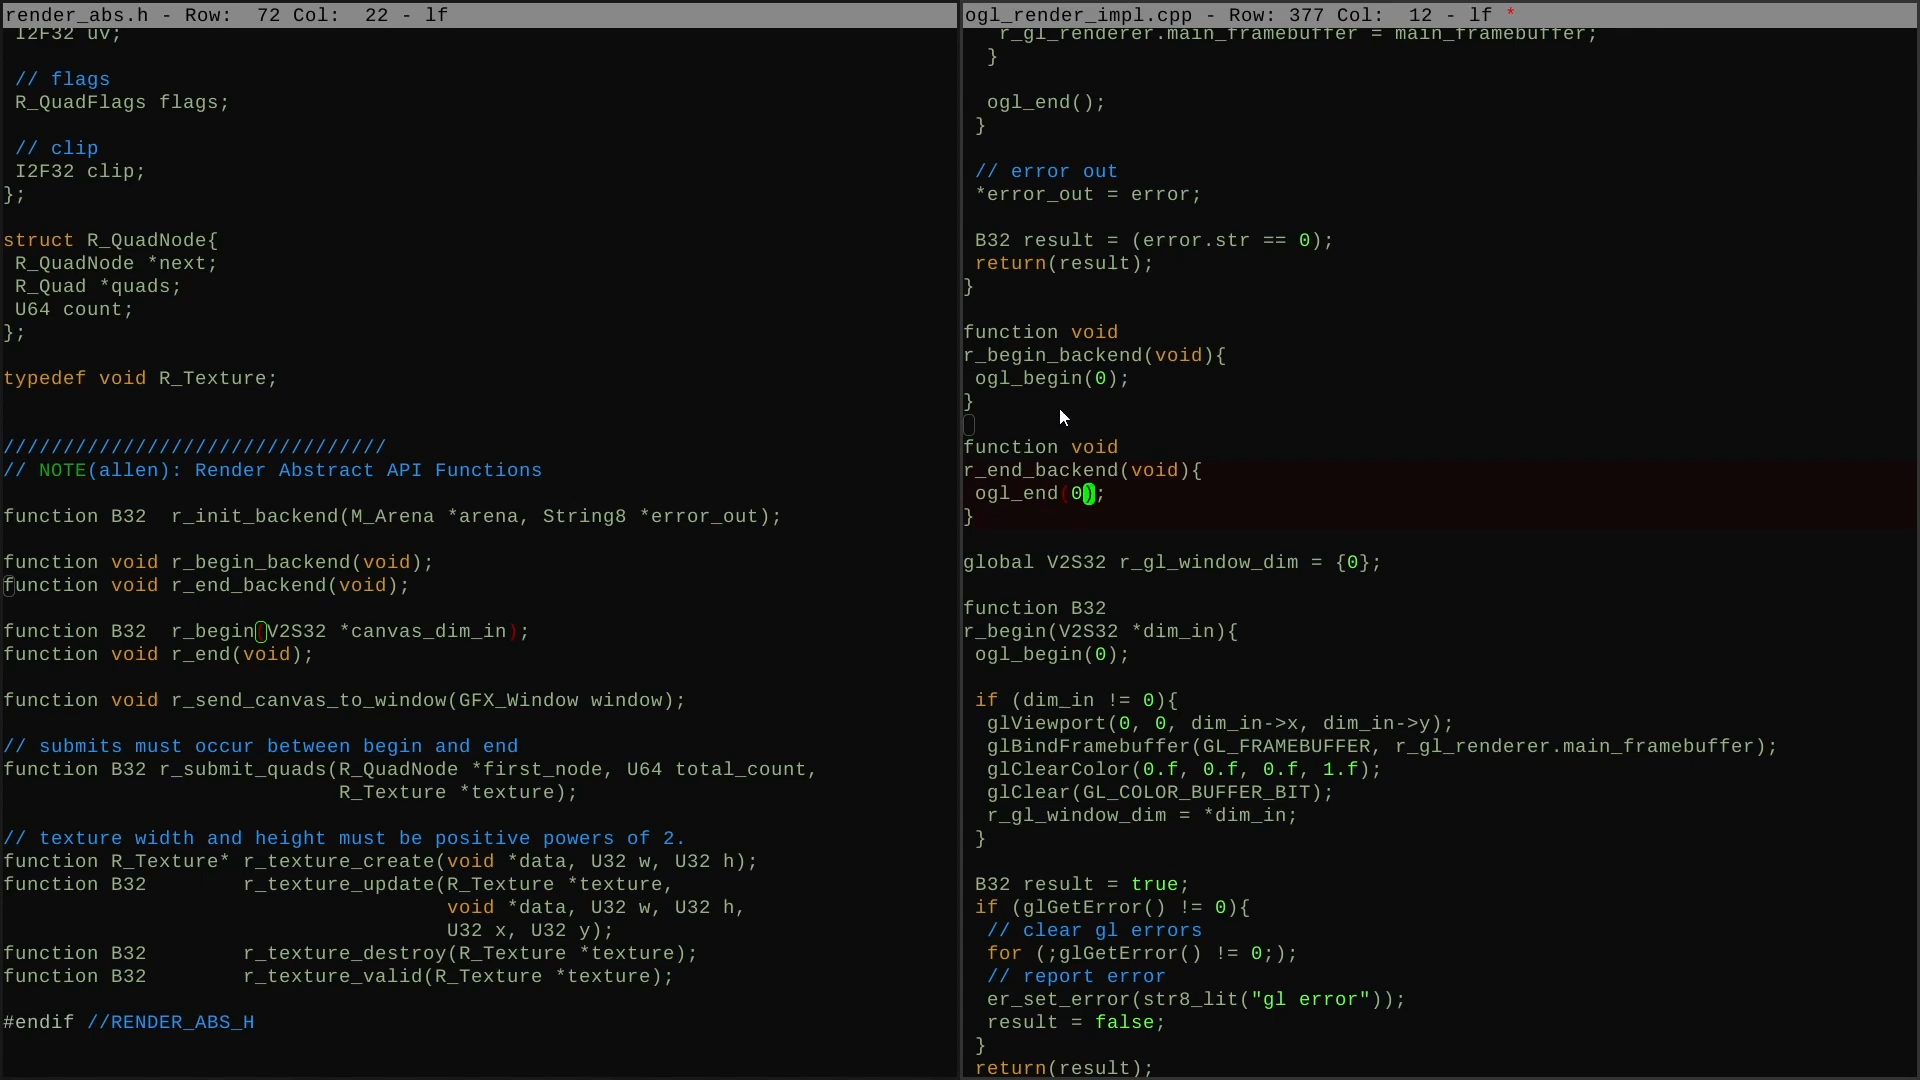 render_abs.h - Row:  72 Col:  22 - lf
I2F32 uv;
// flags
R_QuadFlags flags;
// clip
I2F32 clip;
};
struct R_QuadNode{
R_QuadNode *next;
R_Quad *quads;
U64 count;
};
typedef void R_Texture;
////////////////////////////////
// NOTE(allen): Render Abstract API Functions
function B32  r_init_backend(M_Arena *arena, String8 *error_out);
function void r_begin_backend(void);
function void r_end_backend(void);
function B32  r_begin(V2S32 *canvas_dim_in);
function void r_end(void);
function void r_send_canvas_to_window(GFX_Window window);
// submits must occur between begin and end
function B32 r_submit_quads(R_QuadNode *first_node, U64 total_count,
R_Texture *texture);
// texture width and height must be positive powers of 2.
function R_Texture* r_texture_create(void *data, U32 w, U32 h);
function B32        r_texture_update(R_Texture *texture,
void *data, U32 w, U32 h,
U32 x, U32 y);
function B32        r_texture_destroy(R_Texture *texture);
function B32        r_texture_valid(R_Texture *texture);
#endif //RENDER_ABS_H
ogl_render_impl.cpp - Row: 377 Col:  12 - lf *
r_gl_renderer.main_framebuffer = main_framebuffer;
}
ogl_end();
}
// error out
*error_out = error;
B32 result = (error.str == 0);
return(result);
}
function void
r_begin_backend(void){
ogl_begin(0);
}
function void
r_end_backend(void){
ogl_end(0);
}
global V2S32 r_gl_window_dim = {0};
function B32
r_begin(V2S32 *dim_in){
ogl_begin(0);
if (dim_in != 0){
glViewport(0, 0, dim_in->x, dim_in->y);
glBindFramebuffer(GL_FRAMEBUFFER, r_gl_renderer.main_framebuffer);
glClearColor(0.f, 0.f, 0.f, 1.f);
glClear(GL_COLOR_BUFFER_BIT);
r_gl_window_dim = *dim_in;
}
B32 result = true;
if (glGetError() != 0){
// clear gl errors
for (;glGetError() != 0;);
// report error
er_set_error(str8_lit("gl error"));
result = false;
}
return(result);